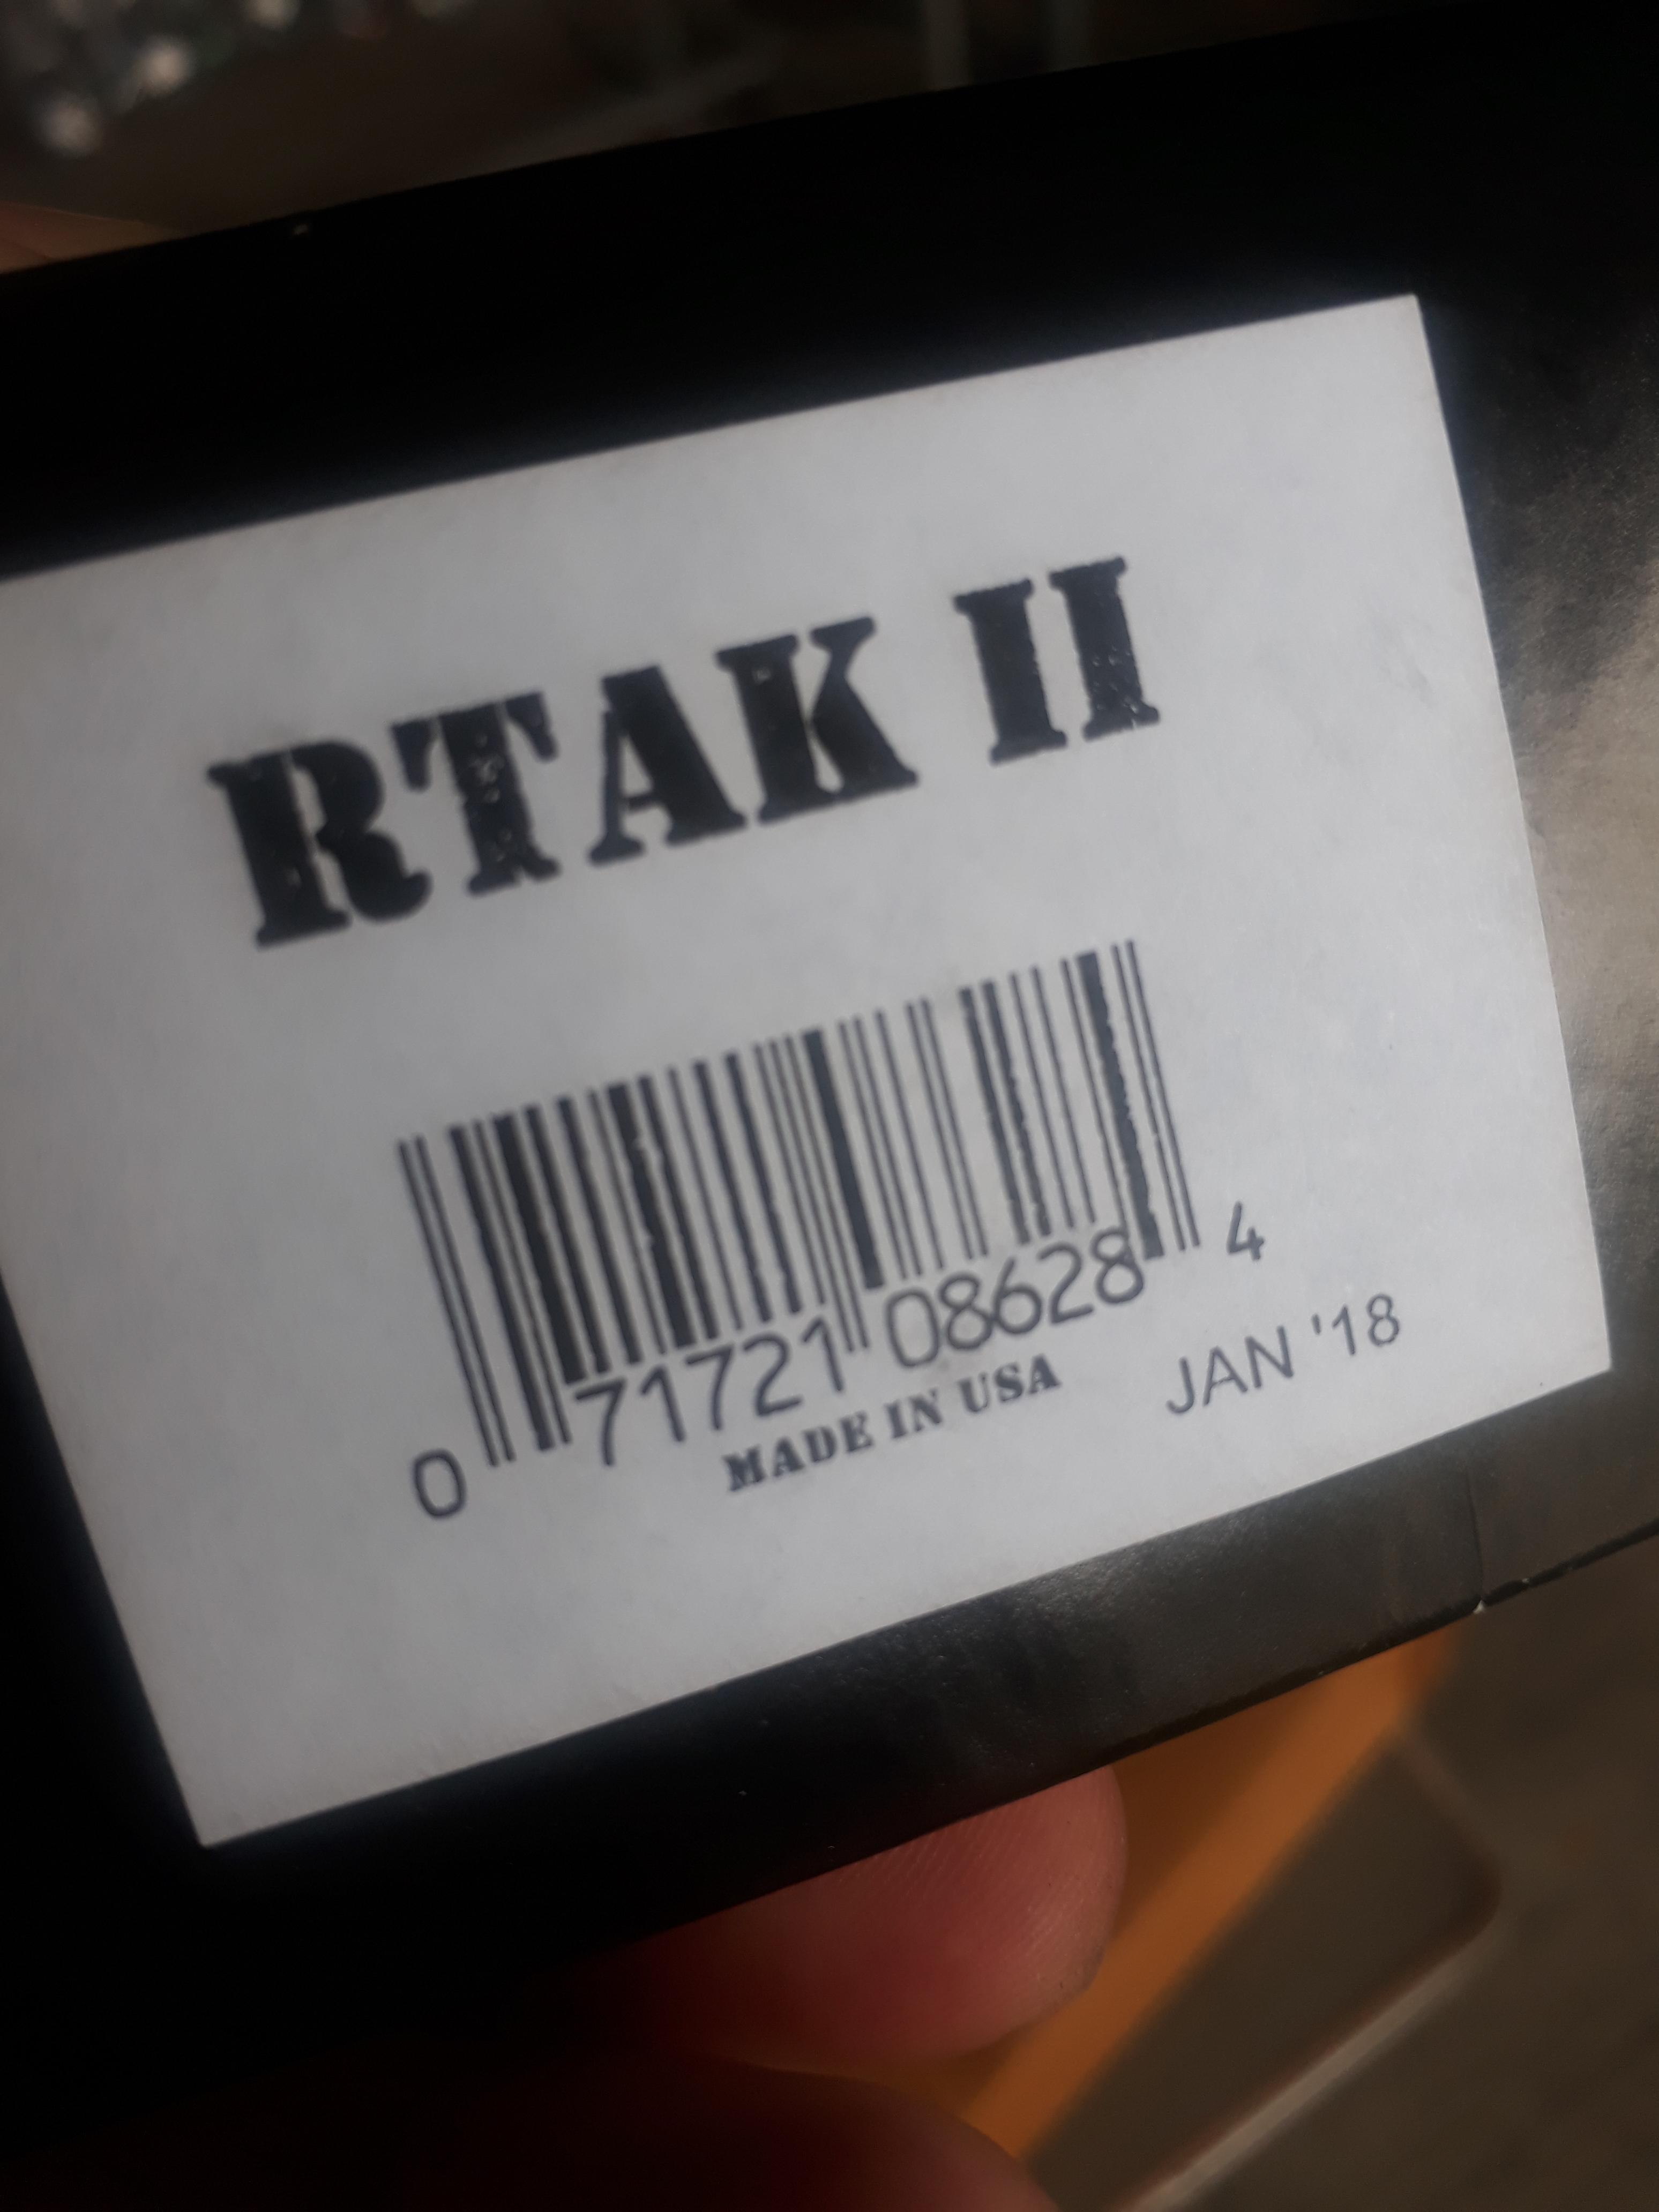 RTAK II
0 71721 08628 4
MADE IN USA
JAN '18